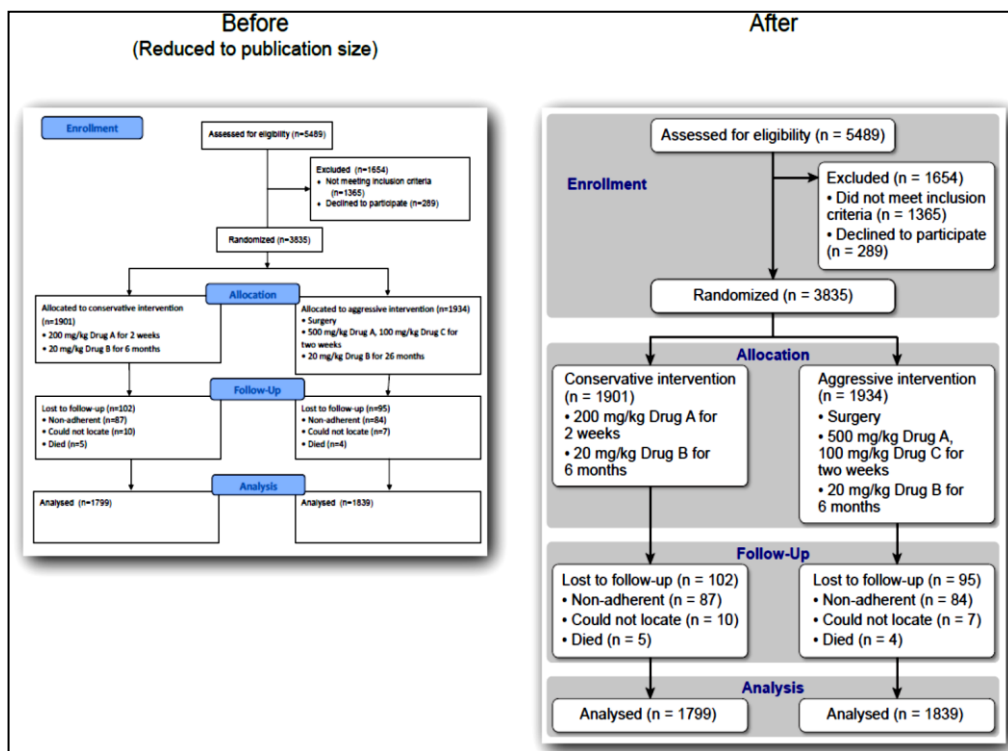 Before
(Reduced to publication size)
Enrollment
Assessed for eligibility (n=5489)
Excluded (n=1654)
• Not meeting inclusion criteria
(n=1365)
• Declined to participate (n=289)
Randomized (n=3835)
Allocation
Allocated to conservative intervention
(n=1901)
• 200 mg/kg Drug A for 2 weeks
• 20 mg/kg Drug B for 6 months
Allocated to aggressive intervention (n=1934)
• Surgery
• 500 mg/kg Drug A, 100 mg/kg Drug C for
two weeks
• 20 mg/kg Drug B for 26 months
Follow-Up
Lost to follow-up (n=102)
• Non-adherent (n=87)
• Could not locate (n=10)
• Died (n=5)
Lost to follow-up (n=95)
• Non-adherent (n=84)
• Could not locate (n=7)
• Died (n=4)
Analysis
Analysed (n=1799)
Analysed (n=1839)
After
Assessed for eligibility (n = 5489)
Enrollment
Excluded (n = 1654)
• Did not meet inclusion
criteria (n = 1365)
• Declined to participate
(n = 289)
Randomized (n = 3835)
Allocation
Conservative intervention
(n = 1901)
• 200 mg/kg Drug A for
2 weeks
• 20 mg/kg Drug B for
6 months
Aggressive intervention
(n = 1934)
• Surgery
• 500 mg/kg Drug A,
100 mg/kg Drug C for
two weeks
• 20 mg/kg Drug B for
6 months
Follow-Up
Lost to follow-up (n = 102)
• Non-adherent (n = 87)
• Could not locate (n = 10)
• Died (n = 5)
Lost to follow-up (n = 95)
• Non-adherent (n = 84)
• Could not locate (n = 7)
• Died (n = 4)
Analysis
Analysed (n = 1799)
Analysed (n = 1839)